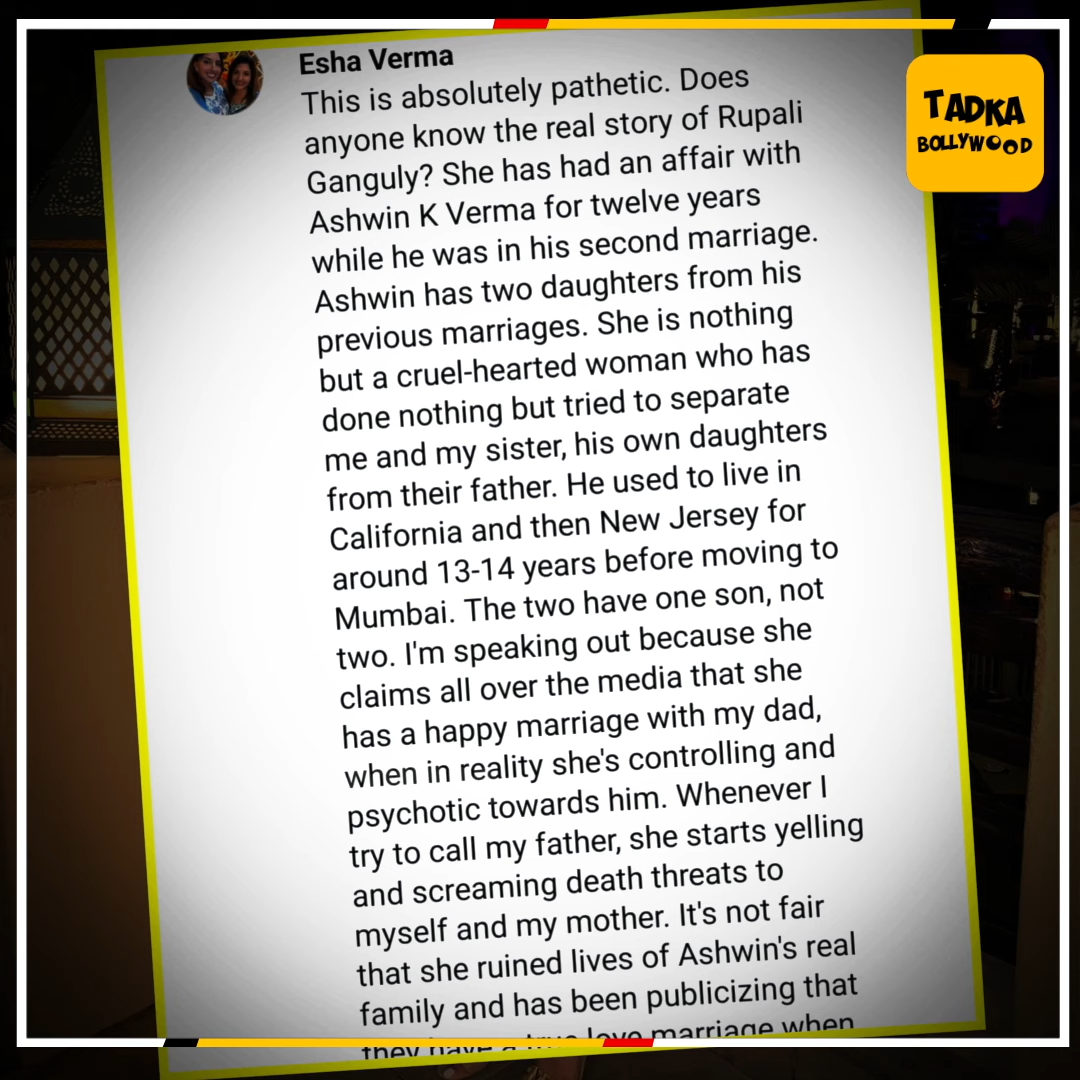 Esha Verma
This is absolutely pathetic. Does
anyone know the real story of Rupali
Ganguly? She has had an affair with
Ashwin K Verma for twelve years
while he was in his second marriage.
Ashwin has two daughters from his
previous marriages. She is nothing
but a cruel-hearted woman who has
done nothing but tried to separate
me and my sister, his own daughters
from their father. He used to live in
California and then New Jersey for
around 13-14 years before moving to
Mumbai. The two have one son, not
two. I'm speaking out because she
claims all over the media that she
has a happy marriage with my dad,
when in reality she's controlling and
psychotic towards him. Whenever I
try to call my father, she starts yelling
and screaming death threats to
myself and my mother. It's not fair
that she ruined lives of Ashwin's real
family and has been publicizing that
they have a true love marriage when
TADKA
BOLLYWOOD